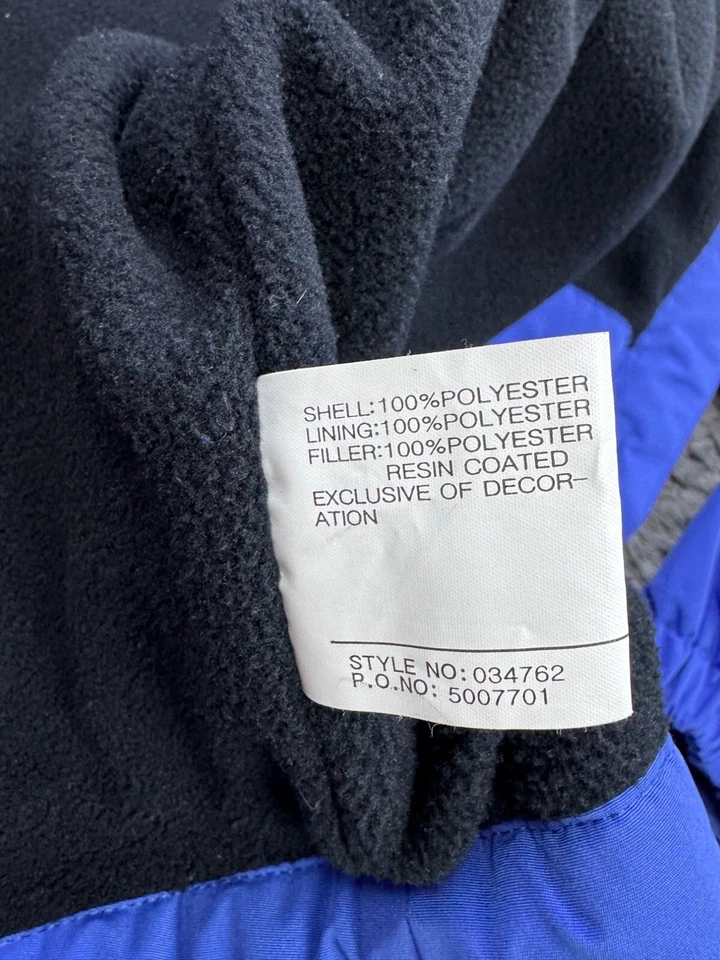 SHELL:100%POLYESTER
LINING:100%POLYESTER
FILLER:100%POLYESTER
RESIN COATED
EXCLUSIVE OF DECOR-
ATION
STYLE NO:034762
P.O.NO: 5007701